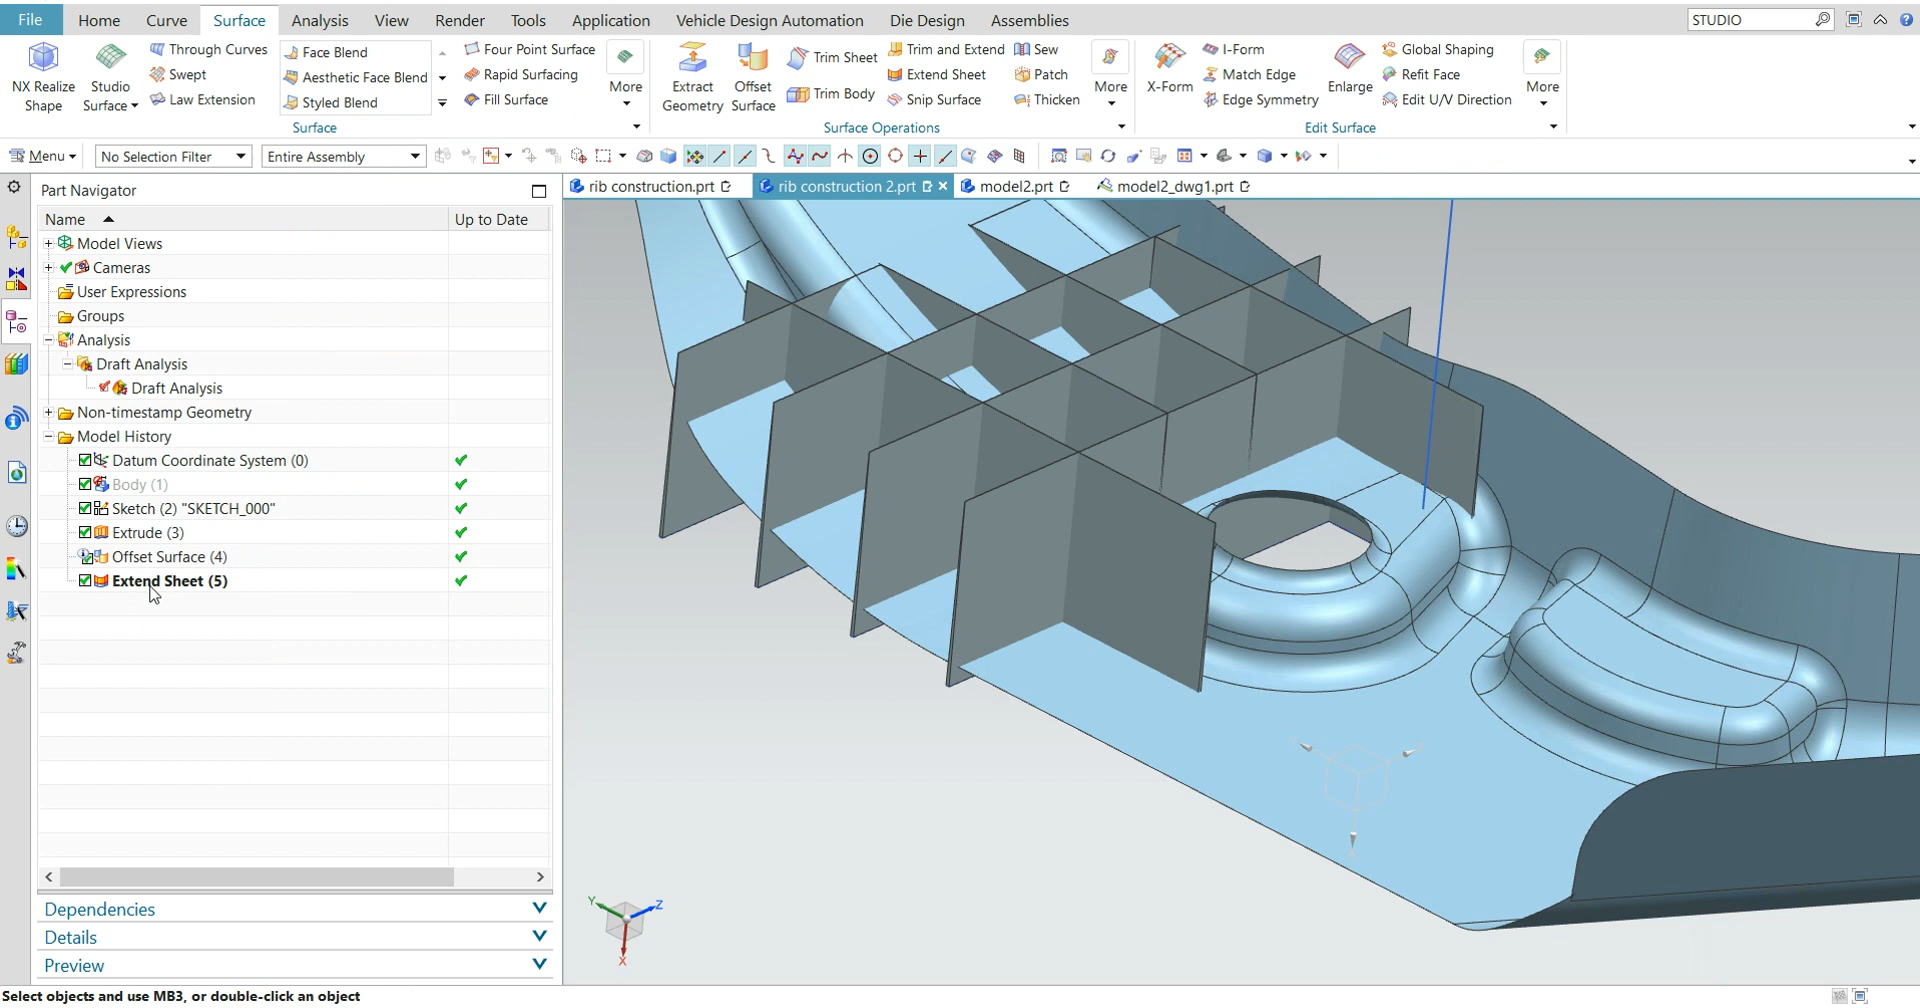 File Home Curve Surface Analysis View Render Tools Application Vehicle Design Automation Die Design Assemblies STUDIO
NX Realize Shape
Studio Surface
Through Curves
Swept
Law Extension
Face Blend
Aesthetic Face Blend
Styled Blend
Four Point Surface
Rapid Surfacing
Fill Surface
More
Surface
Extract Geometry
Offset Surface
Trim Sheet
Trim Body
Trim and Extend
Extend Sheet
Snip Surface
Sew
Patch
Thicken
More
Surface Operations
X-Form
I-Form
Match Edge
Edge Symmetry
Enlarge
Global Shaping
Refit Face
Edit U/V Direction
More
Edit Surface
Menu No Selection Filter Entire Assembly
Part Navigator
rib construction.prt rib construction 2.prt model2.prt model2_dwg1.prt
Name Up to Date
Model Views
Cameras
User Expressions
Groups
Analysis
Draft Analysis
Draft Analysis
Non-timestamp Geometry
Model History
Datum Coordinate System (0)
Body (1)
Sketch (2) "SKETCH_000"
Extrude (3)
Offset Surface (4)
Extend Sheet (5)
Dependencies
Details
Preview
Y Z
X
Select objects and use MB3, or double-click an object